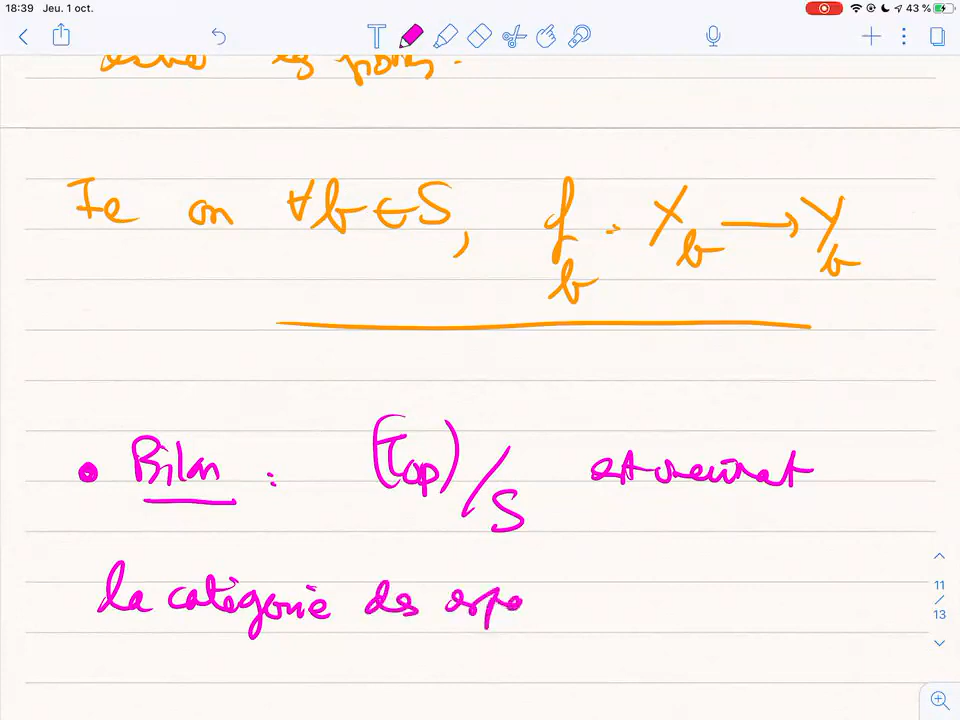 18:39 Jeu. 1 oct. 43 %
les
Ie on ∀b ∈ S, f_b : X_b → Y_b
• Bilan : (Top)/S est vraiment
la catégorie des espa
11
/
13